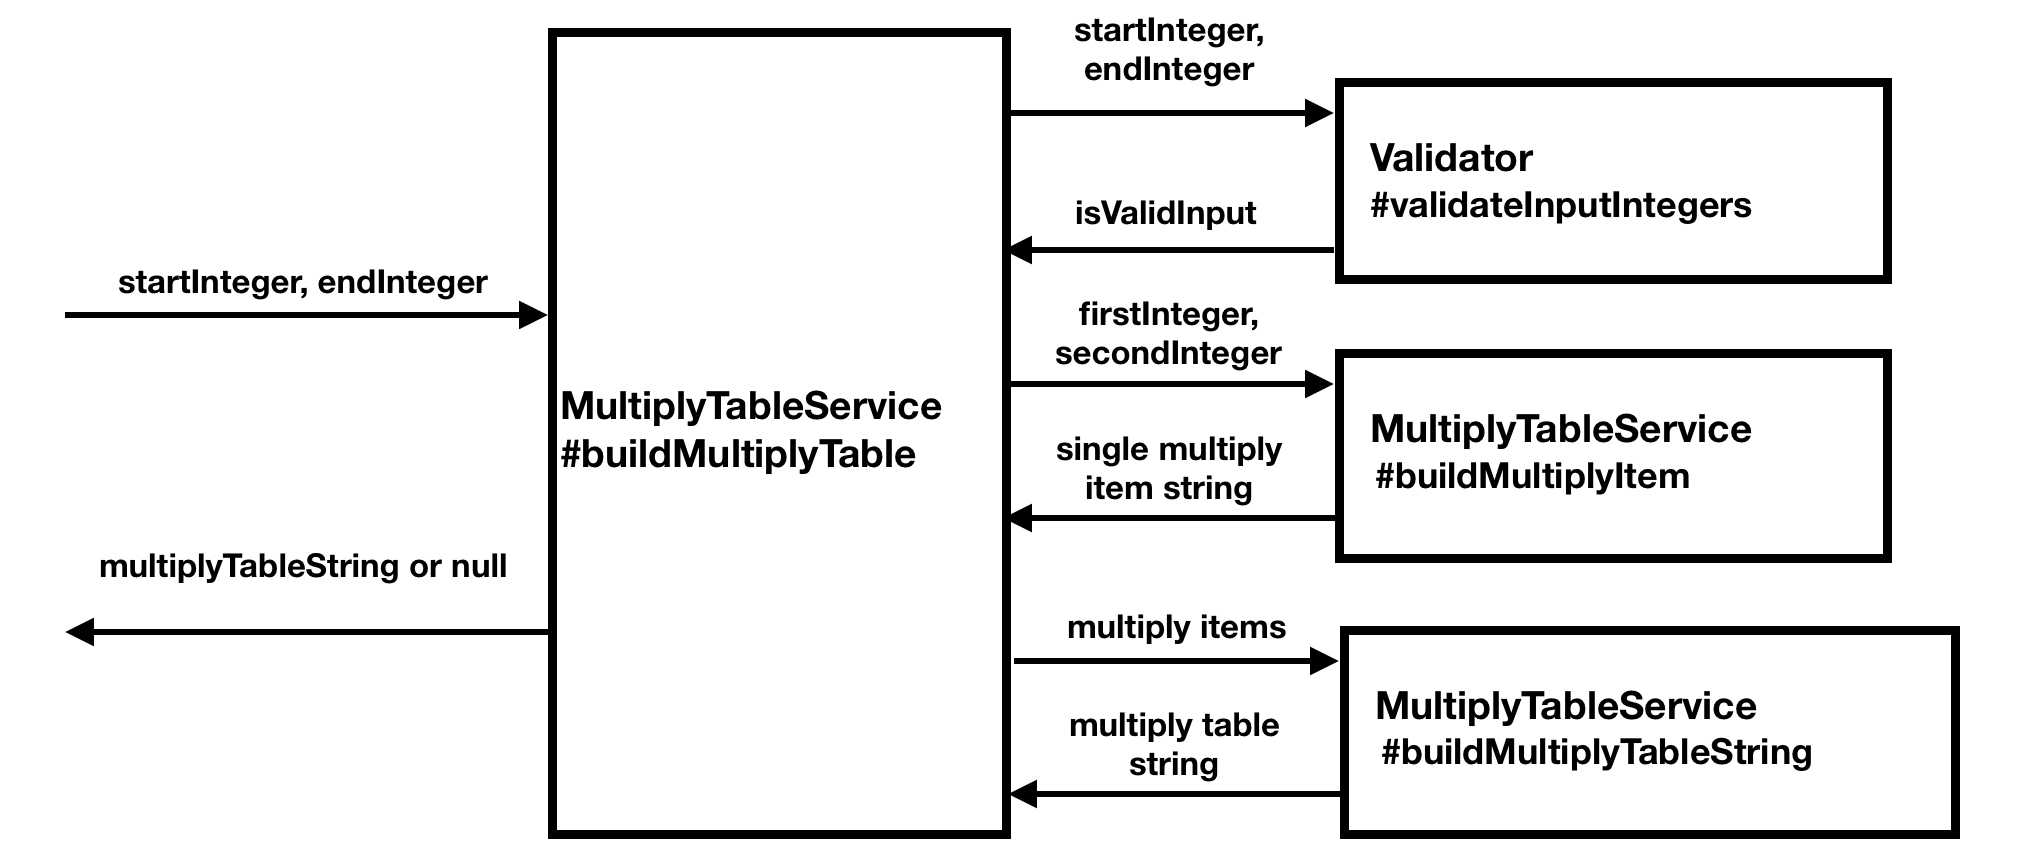 startInteger, endInteger
multiplyTableString or null
MultiplyTableService
#buildMultiplyTable
startInteger,
endInteger
isValidInput
firstInteger,
secondInteger
single multiply
item string
multiply items
multiply table
string
Validator
#validateInputIntegers
MultiplyTableService
#buildMultiplyItem
MultiplyTableService
#buildMultiplyTableString